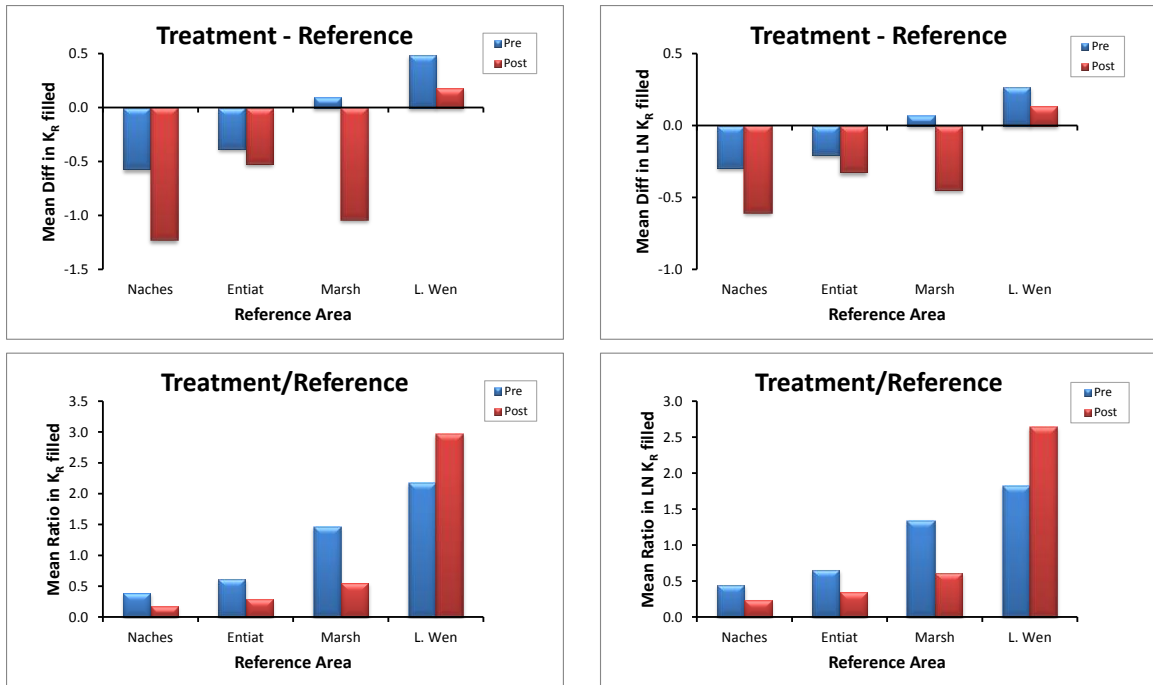 Treatment - Reference
Pre
Post
Mean Diff in KR filled
0.5
0.0
-0.5
-1.0
-1.5
Naches Entiat Marsh L. Wen
Reference Area
Treatment - Reference
Pre
Post
Mean Diff in LN KR filled
0.5
0.0
-0.5
-1.0
Naches Entiat Marsh L. Wen
Reference Area
Treatment/Reference
Pre
Post
Mean Ratio in KR filled
3.5
3.0
2.5
2.0
1.5
1.0
0.5
0.0
Naches Entiat Marsh L. Wen
Reference Area
Treatment/Reference
Pre
Post
Mean Ratio in LN KR filled
3.0
2.5
2.0
1.5
1.0
0.5
0.0
Naches Entiat Marsh L. Wen
Reference Area